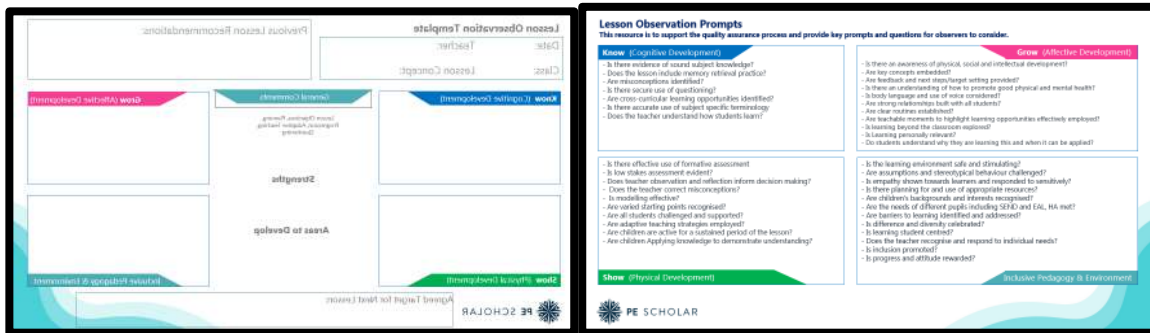 Lesson Observation Template
Previous Lesson Recommendations:
Date: Teacher:
Class: Lesson Concept:
Know (Cognitive Development)
General Comments
Grow (Affective Development)
Lesson Objectives, Planning,
Progression, Adaptive Teaching,
Questioning
Strengths
Areas to Develop
Show (Physical Development)
Inclusive Pedagogy & Environment
Agreed Target for Next Lesson:
PE SCHOLAR
Lesson Observation Prompts
This resource is to support the quality assurance process and provide key prompts and questions for observers to consider.
Know (Cognitive Development)
- Is there evidence of sound subject knowledge?
- Does the lesson include memory retrieval practice?
- Are misconceptions identified?
- Is there secure use of questioning?
- Are cross-curricular learning opportunities identified?
- Is there accurate use of subject specific terminology
- Does the teacher understand how students learn?
Grow (Affective Development)
- Is there an awareness of physical, social and intellectual development?
- Are key concepts embedded?
- Are feedback and next steps/target setting provided?
- Is there an understanding of how to promote good physical and mental health?
- Is body language and use of voice considered?
- Are strong relationships built with all students?
- Are clear routines established?
- Are teachable moments to highlight learning opportunities effectively employed?
- Is learning beyond the classroom explored?
- Is Learning personally relevant?
- Do students understand why they are learning this and when it can be applied?
- Is there effective use of formative assessment
- Is low stakes assessment evident?
- Does teacher observation and reflection inform decision making?
- Does the teacher correct misconceptions?
- Is modelling effective?
- Are varied starting points recognised?
- Are all students challenged and supported?
- Are adaptive teaching strategies employed?
- Are children are active for a sustained period of the lesson?
- Are children Applying knowledge to demonstrate understanding?
Show (Physical Development)
- Is the learning environment safe and stimulating?
- Are assumptions and stereotypical behaviour challenged?
- Is empathy shown towards learners and responded to sensitively?
- Is there planning for and use of appropriate resources?
- Are children's backgrounds and interests recognised?
- Are the needs of different pupils including SEND and EAL, HA met?
- Are barriers to learning identified and addressed?
- Is difference and diversity celebrated?
- Is learning student centred?
- Does the teacher recognise and respond to individual needs?
- Is inclusion promoted?
- Is progress and attitude rewarded?
Inclusive Pedagogy & Environment
PE SCHOLAR